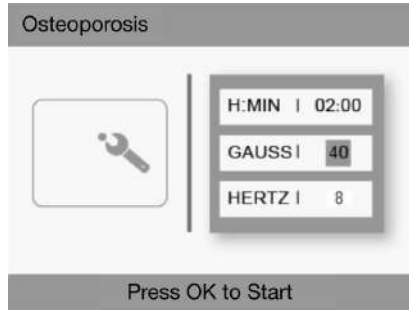 Osteoporosis
H:MIN | 02:00
GAUSS | 40
HERTZ | 8
Press OK to Start